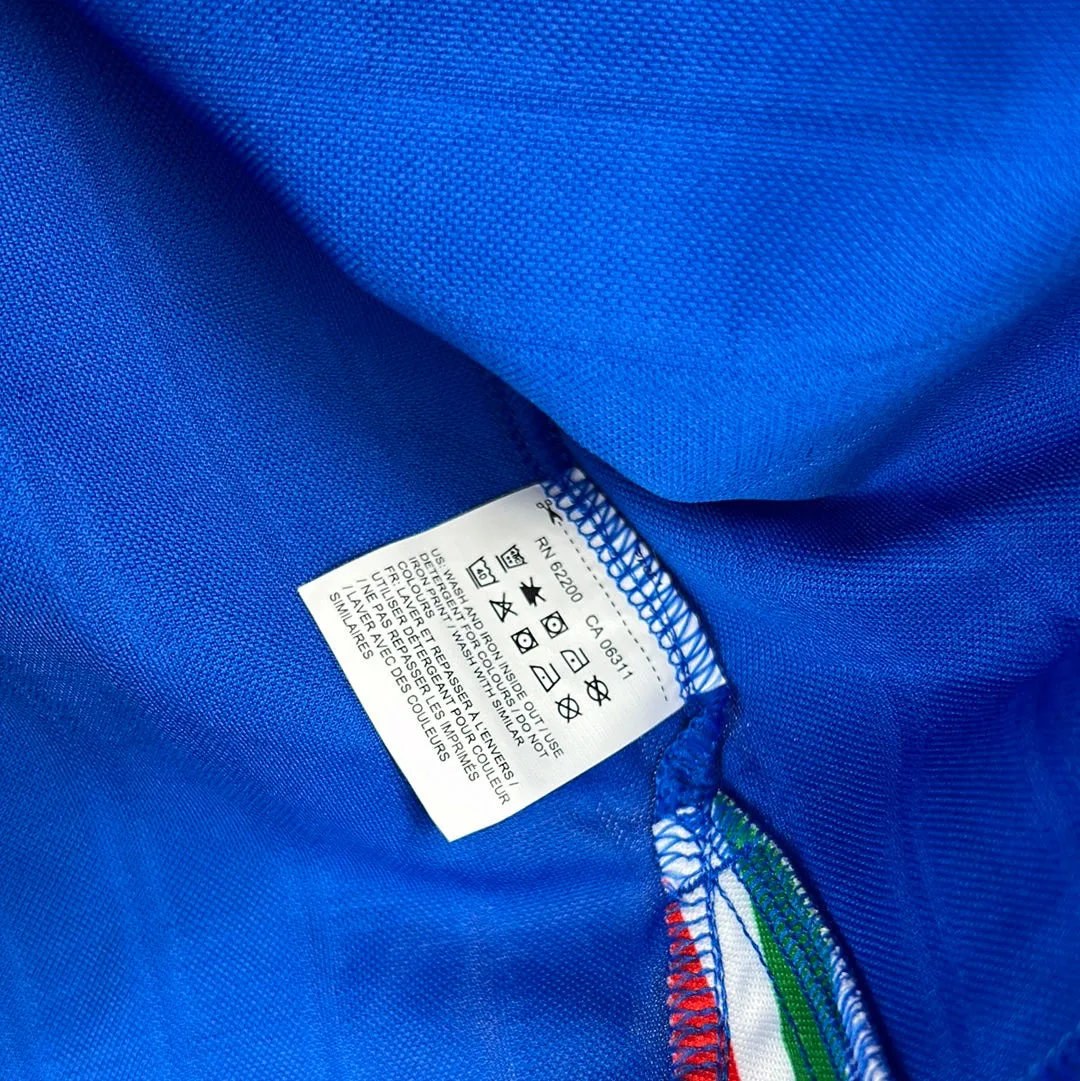 RN 62200 CA 06311
40
US: WASH AND IRON INSIDE OUT / USE
DETERGENT FOR COLOURS / DO NOT
IRON PRINT / WASH WITH SIMILAR
COLOURS
FR: LAVER ET REPASSER À L'ENVERS /
UTILISER DÉTERGEANT POUR COULEUR
/ NE PAS REPASSER LES IMPRIMÉS
/ LAVER AVEC DES COULEURS
SIMILAIRES